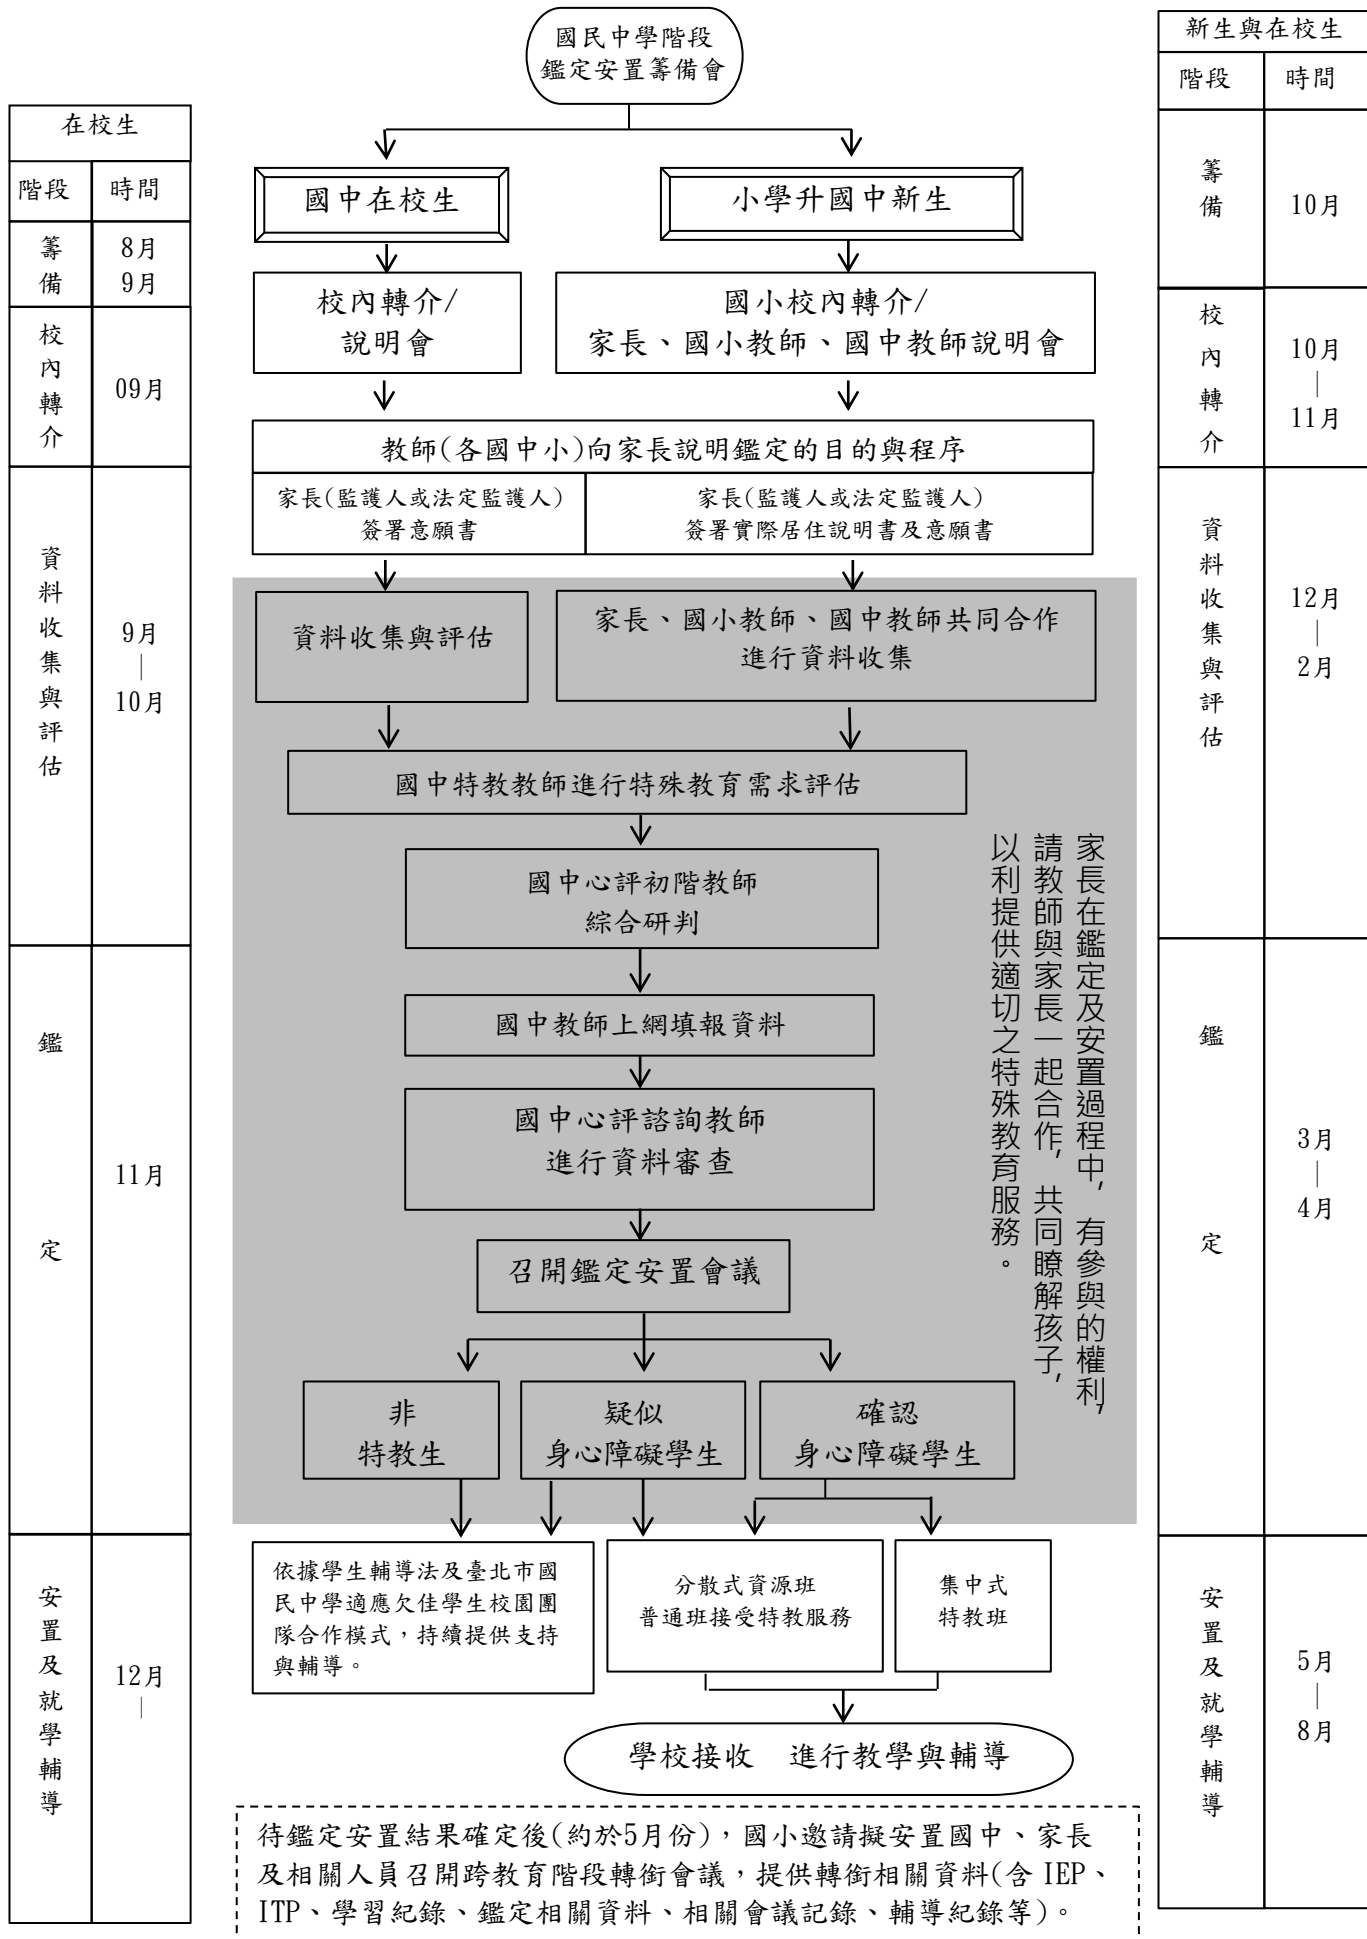 國民中學階段
鑑定安置籌備會
在校生
階段
時間
籌
備
8月
9月
校
內
轉
介
09月
資
料
收
集
與
評
估
9月
|
10月
鑑
定
11月
安
置
及
就
學
輔
導
12月
|
國中在校生
小學升國中新生
校內轉介/
說明會
國小校內轉介/
家長、國小教師、國中教師說明會
教師(各國中小)向家長說明鑑定的目的與程序
家長(監護人或法定監護人)
簽署意願書
家長(監護人或法定監護人)
簽署實際居住說明書及意願書
資料收集與評估
家長、國小教師、國中教師共同合作
進行資料收集
國中特教教師進行特殊教育需求評估
國中心評初階教師
綜合研判
國中教師上網填報資料
國中心評諮詢教師
進行資料審查
召開鑑定安置會議
家長在鑑定及安置過程中,有參與的權利,
請教師與家長一起合作,共同瞭解孩子,
以利提供適切之特殊教育服務。
非
特教生
疑似
身心障礙學生
確認
身心障礙學生
依據學生輔導法及臺北市國
民中學適應欠佳學生校園團
隊合作模式,持續提供支持
與輔導。
分散式資源班
普通班接受特教服務
集中式
特教班
學校接收 進行教學與輔導
待鑑定安置結果確定後(約於5月份),國小邀請擬安置國中、家長
及相關人員召開跨教育階段轉銜會議,提供轉銜相關資料(含 IEP、
ITP、學習紀錄、鑑定相關資料、相關會議記錄、輔導紀錄等)。
新生與在校生
階段
時間
籌
備
10月
校
內
轉
介
10月
|
11月
資
料
收
集
與
評
估
12月
|
2月
鑑
定
3月
|
4月
安
置
及
就
學
輔
導
5月
|
8月